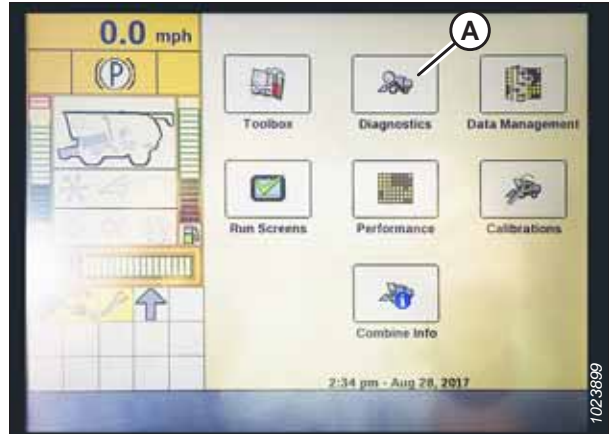 0.0 mph
A
(P)
Toolbox
Diagnostics
Data Management
Run Screens
Performance
Calibrations
Combine Info
2:34 pm - Aug 28, 2017
1023899